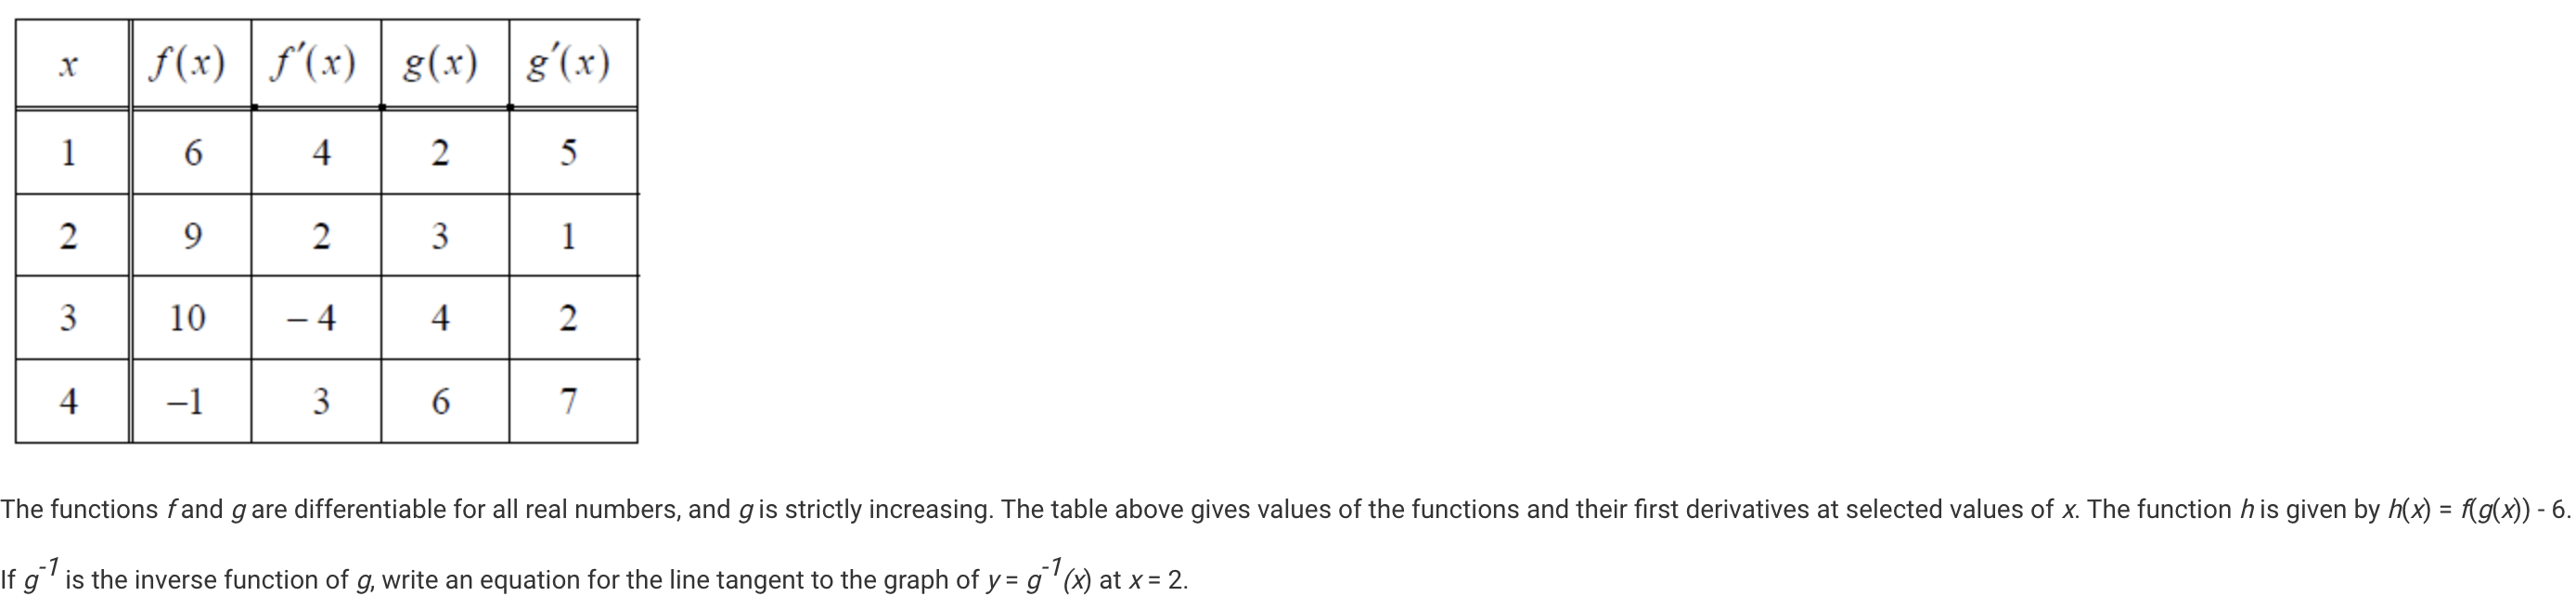 x f(x) f′(x) g(x) g′(x)
1 6 4 2 5
2 9 2 3 1
3 10 −4 4 2
4 −1 3 6 7
The functions f and g are differentiable for all real numbers, and g is strictly increasing. The table above gives values of the functions and their first derivatives at selected values of x. The function h is given by h(x) = f(g(x)) - 6.
If g⁻¹ is the inverse function of g, write an equation for the line tangent to the graph of y = g⁻¹(x) at x = 2.